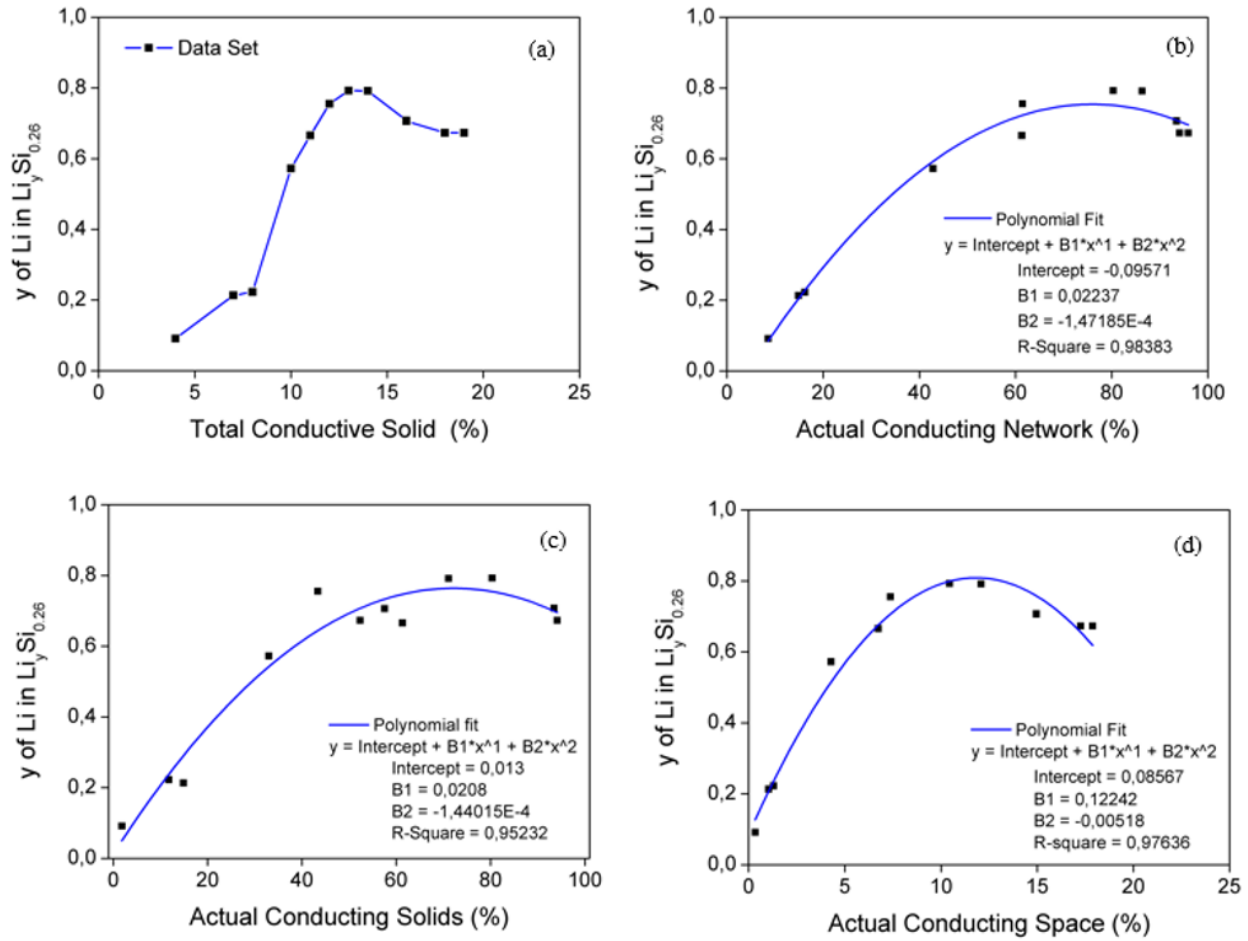 (a)
Data Set
y of Li in LiySi0.26
1,0
0,8
0,6
0,4
0,2
0,0
0
5
10
15
20
25
Total Conductive Solid (%)
(b)
y of Li in LiySi0.26
1,0
0,8
0,6
0,4
0,2
0,0
Polynomial Fit
y = Intercept + B1*x^1 + B2*x^2
Intercept = -0,09571
B1 = 0,02237
B2 = -1,47185E-4
R-Square = 0,98383
0
20
40
60
80
100
Actual Conducting Network (%)
(c)
y of Li in LiySi0.26
1,0
0,8
0,6
0,4
0,2
0,0
Polynomial fit
y = Intercept + B1*x^1 + B2*x^2
Intercept = 0,013
B1 = 0,0208
B2 = -1,44015E-4
R-Square = 0,95232
0
20
40
60
80
100
Actual Conducting Solids (%)
(d)
y of Li in LiySi0.26
1,0
0,8
0,6
0,4
0,2
0,0
Polynomial Fit
y = Intercept + B1*x^1 + B2*x^2
Intercept = 0,08567
B1 = 0,12242
B2 = -0,00518
R-square = 0,97636
0
5
10
15
20
25
Actual Conducting Space (%)